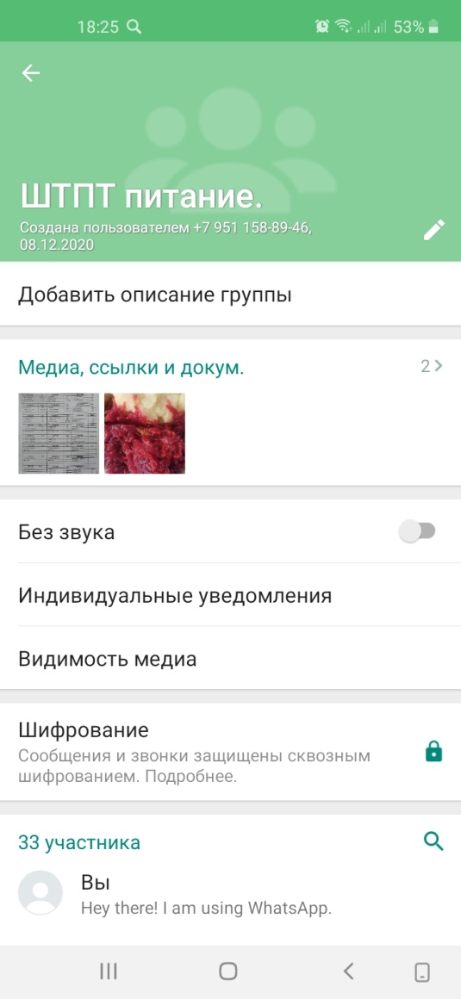 18:25 53%
ШТПТ питание.
Создана пользователем +7 951 158-89-46,
08.12.2020
Добавить описание группы
Медиа, ссылки и докум. 2
Без звука
Индивидуальные уведомления
Видимость медиа
Шифрование
Сообщения и звонки защищены сквозным
шифрованием. Подробнее.
33 участника
Вы
Hey there! I am using WhatsApp.